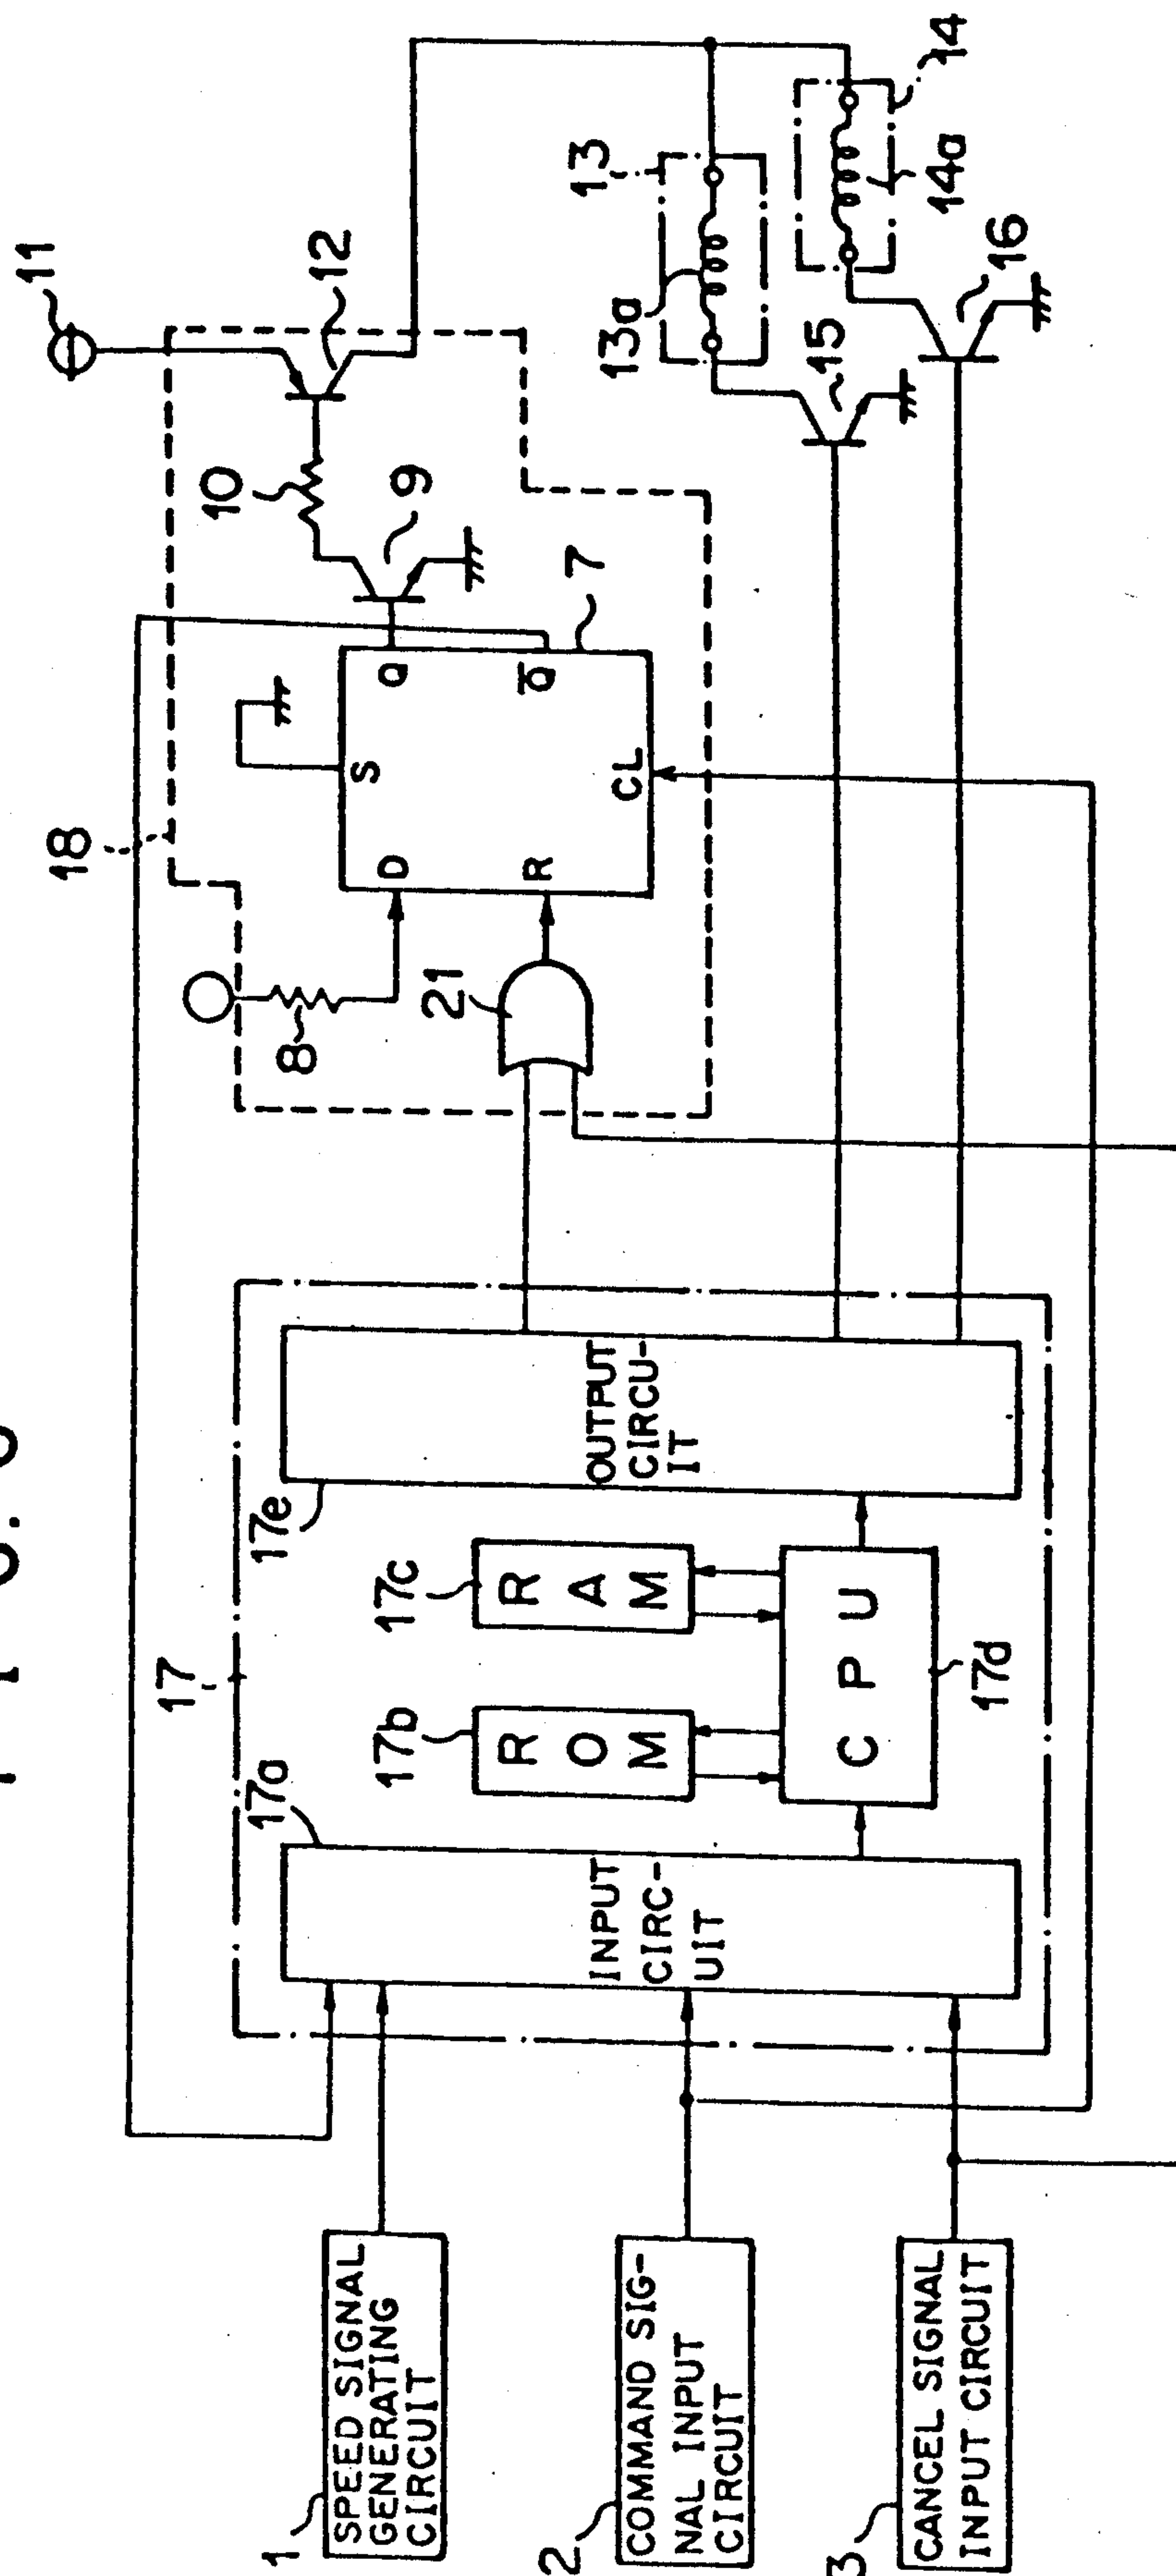 1
SPEED SIGNAL
GENERATING
CIRCUIT
2
COMMAND SIG-
NAL INPUT
CIRCUIT
3
CANCEL SIGNAL
INPUT CIRCUIT
17
17a
INPUT
CIRC-
UIT
17b
R O M
17c
R A M
C P U
17d
17e
OUTPUT
CIRCU-
IT
18
8
21
D
R
S
CL
Q
Q̅
7
9
10
11
12
13
13a
14
14a
15
16